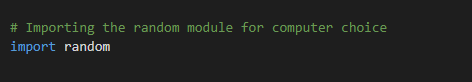 # Importing the random module for computer choice
import random